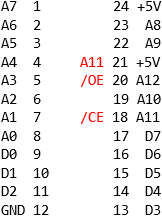 A7 1 24 +5V
A6 2 23 A8
A5 3 22 A9
A4 4 A11 21 +5V
A3 5 /OE 20 A12
A2 6 19 A10
A1 7 /CE 18 A11
A0 8 17 D7
D0 9 16 D6
D1 10 15 D5
D2 11 14 D4
GND 12 13 D3